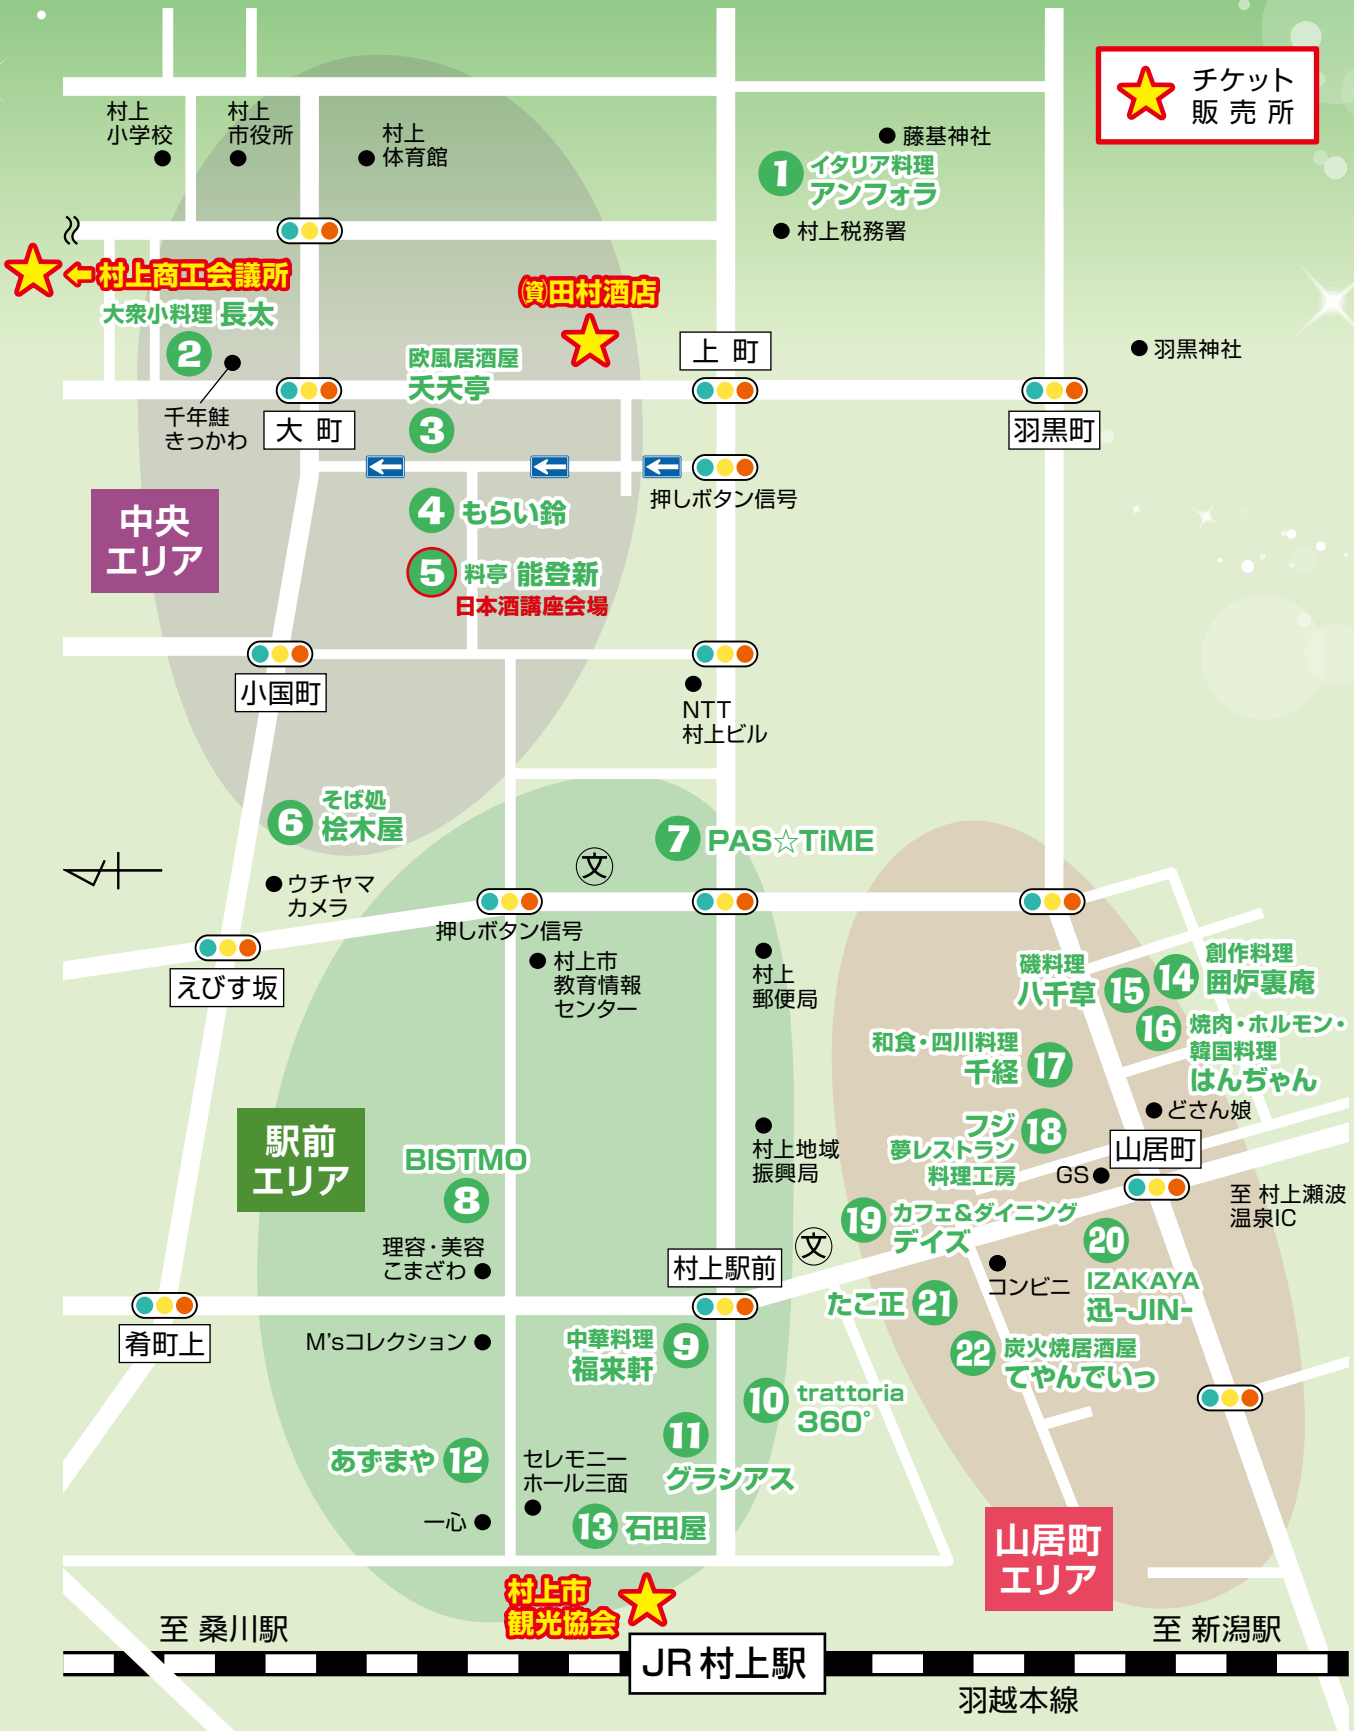 チケット
販売所
村上
小学校
村上
市役所
村上
体育館
藤基神社
1 イタリア料理
アンフォラ
村上税務署
←村上商工会議所
大衆小料理 長太
2
千年鮭
きっかわ
大町
(資)田村酒店
欧風居酒屋
天天亭
3
上町
羽黒神社
羽黒町
押しボタン信号
中央
エリア
4 もらい鈴
5 料亭 能登新
日本酒講座会場
小国町
NTT
村上ビル
6 そば処
桧木屋
7 PAS☆TiME
文
ウチヤマ
カメラ
押しボタン信号
えびす坂
村上市
教育情報
センター
村上
郵便局
磯料理
八千草 15
14 創作料理
囲炉裏庵
16 焼肉・ホルモン・
韓国料理
はんぢゃん
和食・四川料理
千経 17
どさん娘
フジ 18
夢レストラン
料理工房
山居町
GS
至 村上瀬波
温泉IC
駅前
エリア
BISTMO
8
村上地域
振興局
理容・美容
こまざわ
文
19 カフェ&ダイニング
デイズ
20
IZAKAYA
迅-JIN-
コンビニ
村上駅前
たこ正 21
22 炭火焼居酒屋
てやんでいっ
肴町上
M'sコレクション
中華料理
福来軒 9
10 trattoria
360°
11
グラシアス
あずまや 12
セレモニー
ホール三面
一心
13 石田屋
山居町
エリア
村上市
観光協会
至 桑川駅
JR村上駅
至 新潟駅
羽越本線